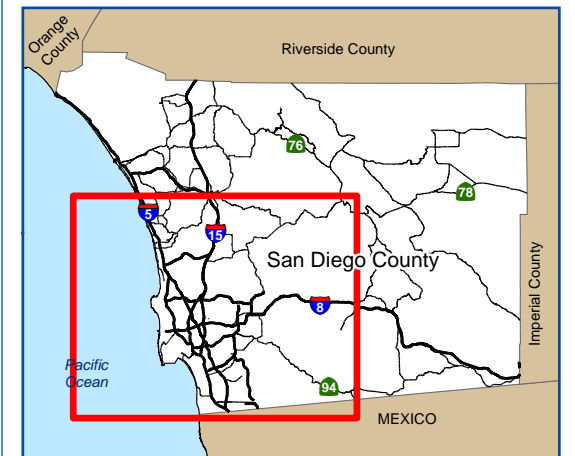 Orange
County
Riverside County
76
78
5
15
San Diego County
Imperial County
8
Pacific
Ocean
94
MEXICO